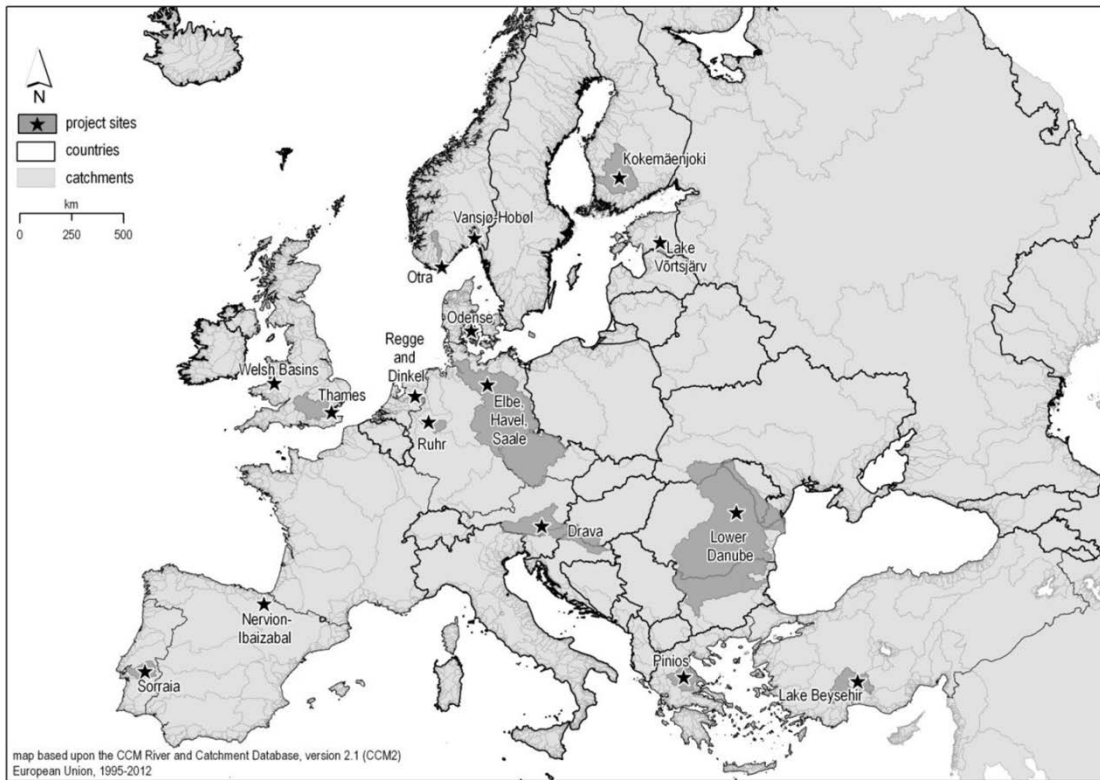 N
project sites
countries
catchments
km
0 250 500
Kokemäenjoki
Vansjø-Hobøl
Lake
Võrtsjärv
Otra
Odense
Regge
and
Dinkel
Welsh Basins
Thames
Elbe,
Havel,
Saale
Ruhr
Drava
Lower
Danube
Nervion-
Ibaizabal
Sorraia
Pinios
Lake Beysehir
map based upon the CCM River and Catchment Database, version 2.1 (CCM2)
European Union, 1995-2012